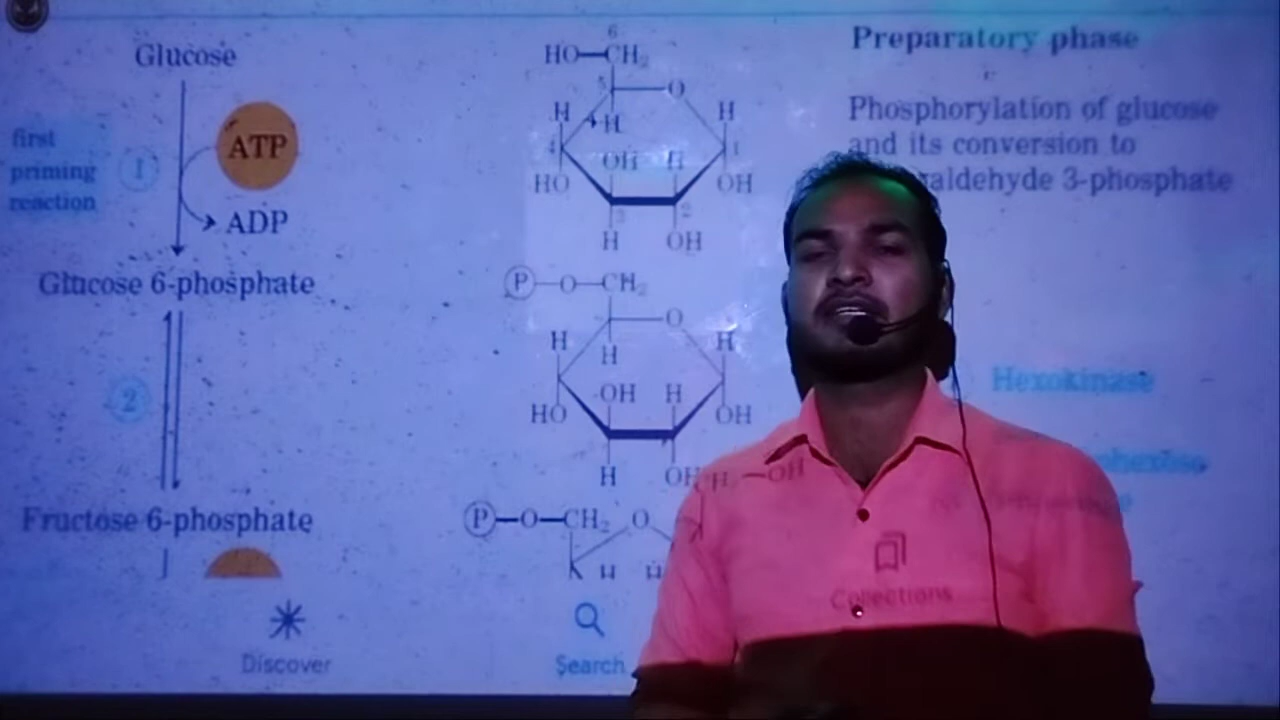 Glucose
first
priming
reaction
1
ATP
ADP
Glucose 6-phosphate
2
Fructose 6-phosphate
6
HO—CH2
5
O
H
H
H
4
OH
H
1
HO
OH
3
2
H
OH
P—O—CH2
O
H
H
H
OH
H
HO
OH
H
OH
P—O—CH2
O
H
H
H
—OH
Preparatory phase
Phosphorylation of glucose
and its conversion to
aldehyde 3-phosphate
Hexokinase
Discover
Search
Collections